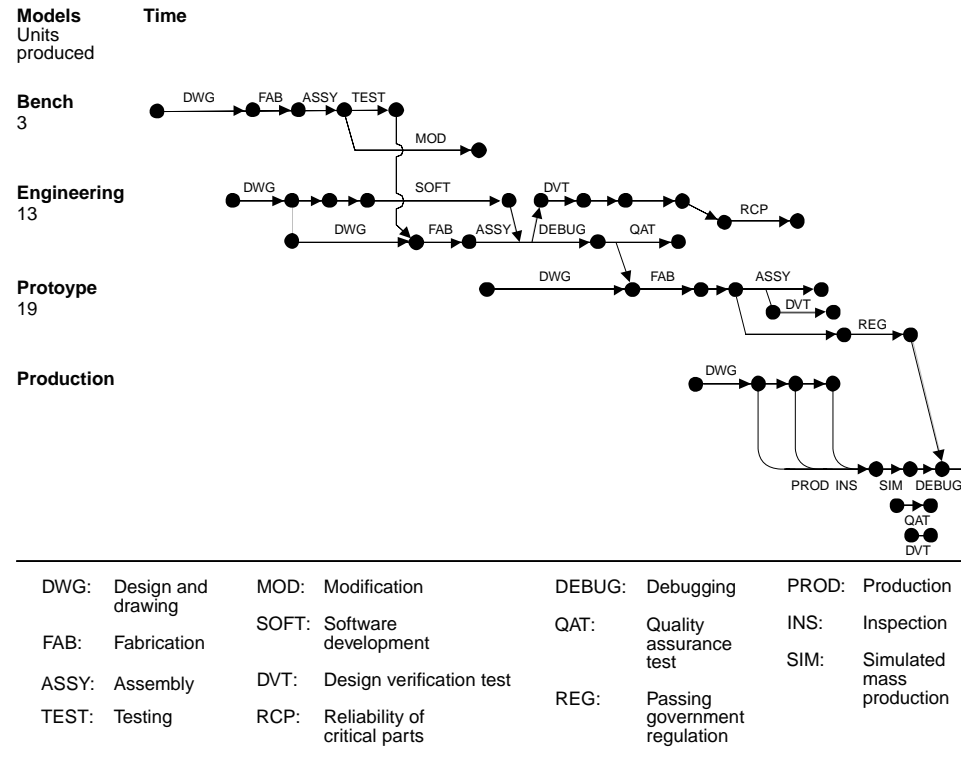 Models Time
Units
produced
Bench
3
DWG FAB ASSY TEST
MOD
Engineering
13
DWG SOFT DVT
RCP
DWG FAB ASSY DEBUG QAT
Protoype
19
DWG FAB ASSY
DVT
REG
Production
DWG
PROD INS SIM DEBUG
QAT
DVT
DWG: Design and
drawing
FAB: Fabrication
ASSY: Assembly
TEST: Testing
MOD: Modification
SOFT: Software
development
DVT: Design verification test
RCP: Reliability of
critical parts
DEBUG: Debugging
QAT: Quality
assurance
test
REG: Passing
government
regulation
PROD: Production
INS: Inspection
SIM: Simulated
mass
production